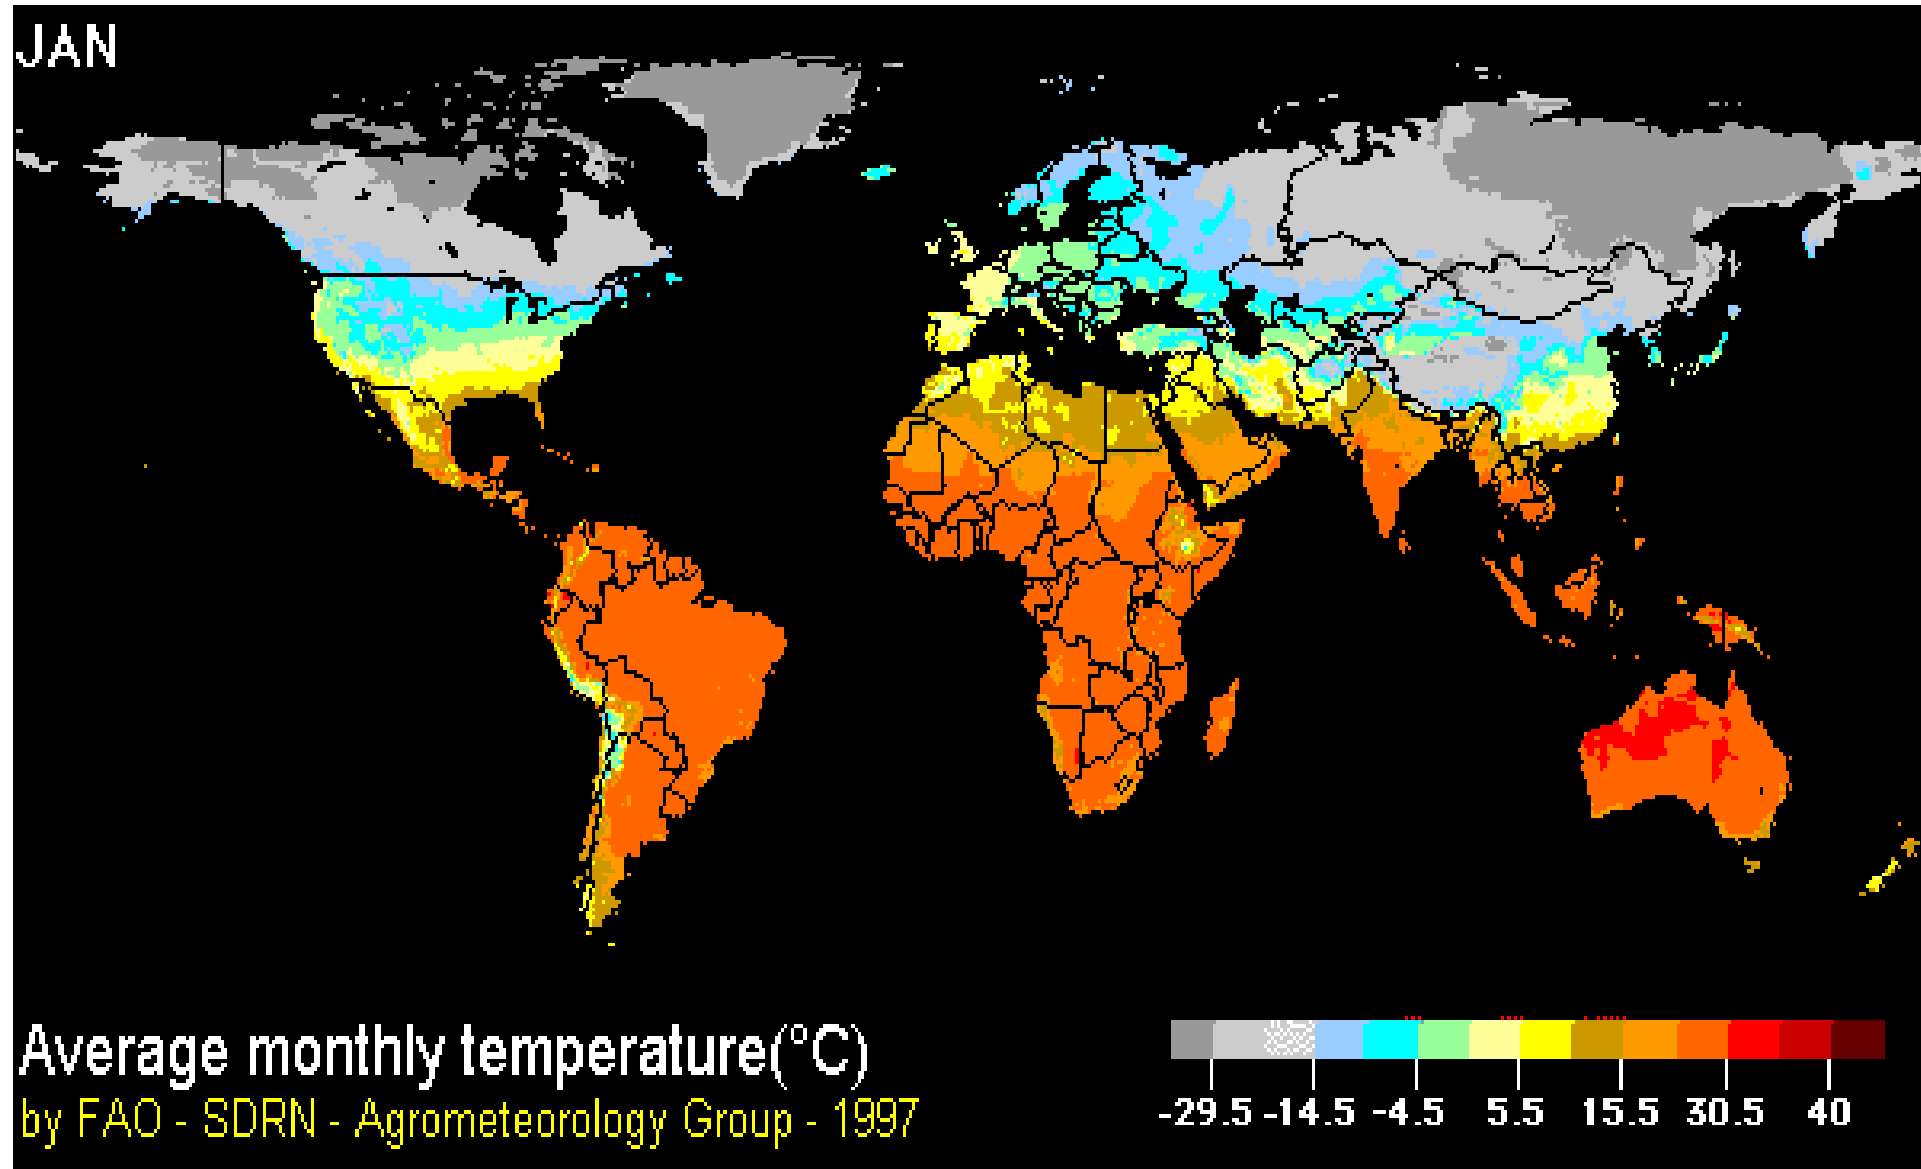 JAN
Average monthly temperature(°C)
by FAO - SDRN - Agrometeorology Group - 1997
-29.5 -14.5 -4.5 5.5 15.5 30.5 40